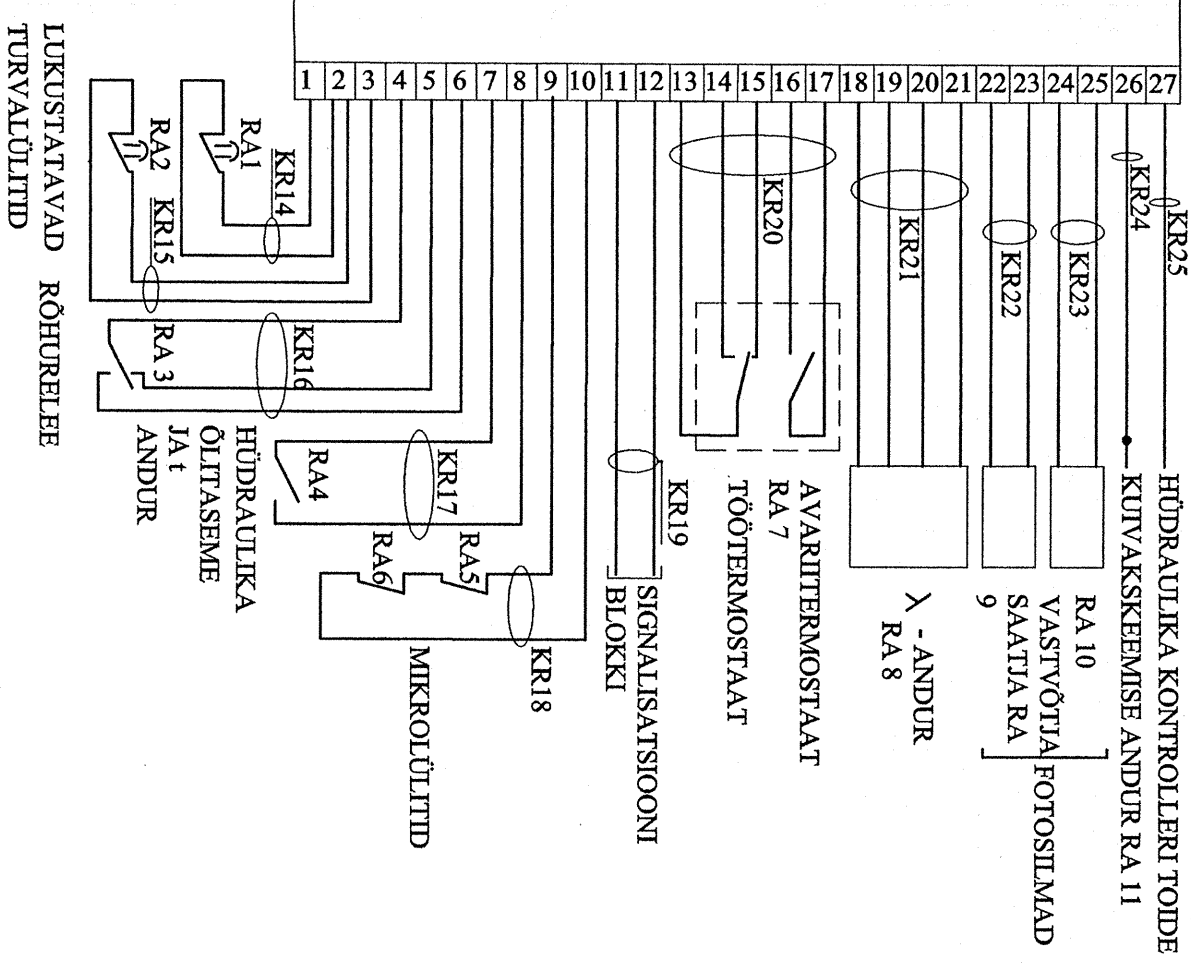 1 2 3 4 5 6 7 8 9 10 11 12 13 14 15 16 17 18 19 20 21 22 23 24 25 26 27
HÜDRAULIKA KONTROLLERI TOIDE
KR25
KUIVAKSKEEMISE ANDUR RA 11
KR24
KR23
KR22
RA 10
VASTVÕTJA
SAATJA RA
9
FOTOSILMAD
KR21
λ - ANDUR
RA 8
KR20
AVARIITERMOSTAAT
RA 7
TÖÖTERMOSTAAT
KR19
SIGNALISATSIOONI
BLOKKI
KR18
RA5
RA6
MIKROLÜLITID
KR17
RA4
HÜDRAULIKA
ÕLITASEME
JA t
ANDUR
KR16
RA 3
RÕHURELEE
KR14
RA1
KR15
RA2
LUKUSTATAVAD
TURVALÜLITID